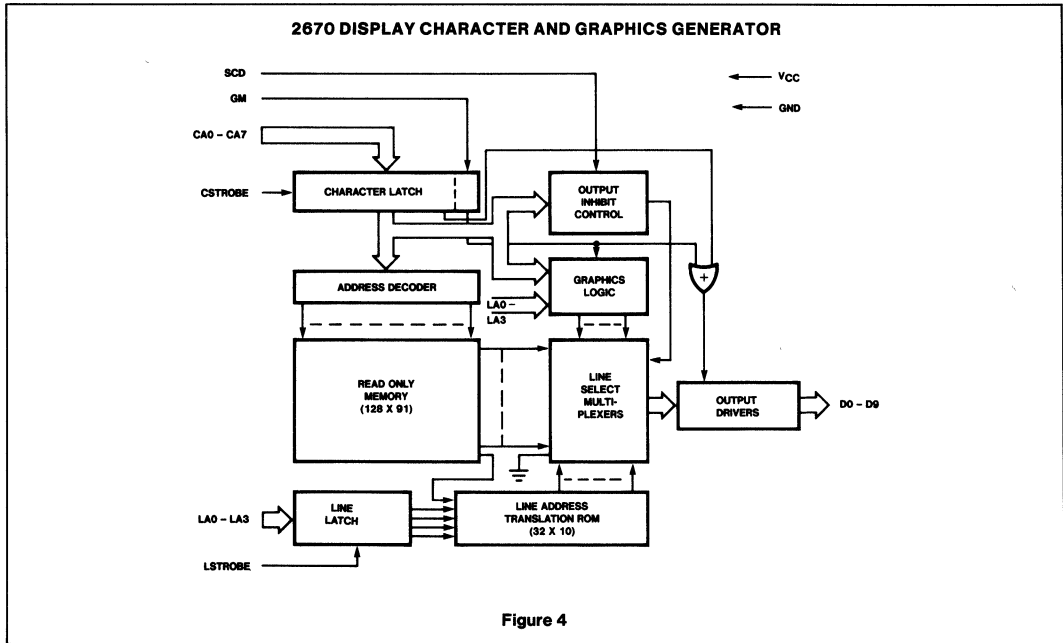 2670 DISPLAY CHARACTER AND GRAPHICS GENERATOR
SCD
VCC
GM
GND
CA0 – CA7
CSTROBE
CHARACTER LATCH
OUTPUT
INHIBIT
CONTROL
+
ADDRESS DECODER
GRAPHICS
LOGIC
LA0 –
LA3
READ ONLY
MEMORY
(128 X 91)
LINE
SELECT
MULTI-
PLEXERS
OUTPUT
DRIVERS
D0 – D9
LA0 – LA3
LINE
LATCH
LINE ADDRESS
TRANSLATION ROM
(32 X 10)
LSTROBE
Figure 4